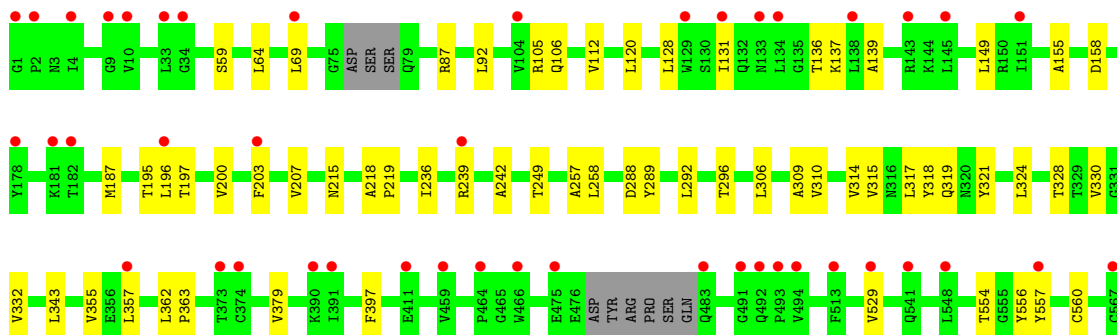 G1 P2 N3 I4 G9 V10 L33 G34 S59 L64 L69 G75 ASP SER SER Q79 R87 L92 V104 R105 Q106 V112 L120 L128 W129 S130 I131 Q132 N133 L134 G135 T136 K137 L138 A139 R143 K144 L145 L149 R150 I151 A155 D158
Y178 K181 T182 M187 T195 L196 T197 V200 F203 V207 N215 A218 P219 I236 R239 A242 T249 A257 L258 D288 Y289 L292 T296 L306 A309 V310 V314 V315 N316 L317 Y318 Q319 N320 Y321 L324 T328 T329 V330 G331
V332 L343 V355 E356 L357 L362 P363 T373 C374 V379 K390 I391 F397 E411 V459 P464 G465 W466 E475 E476 ASP TYR ARG PRO SER GLN Q483 G491 Q492 P493 V494 F513 V529 Q541 L548 T554 G555 Y556 Y557 C560 G567